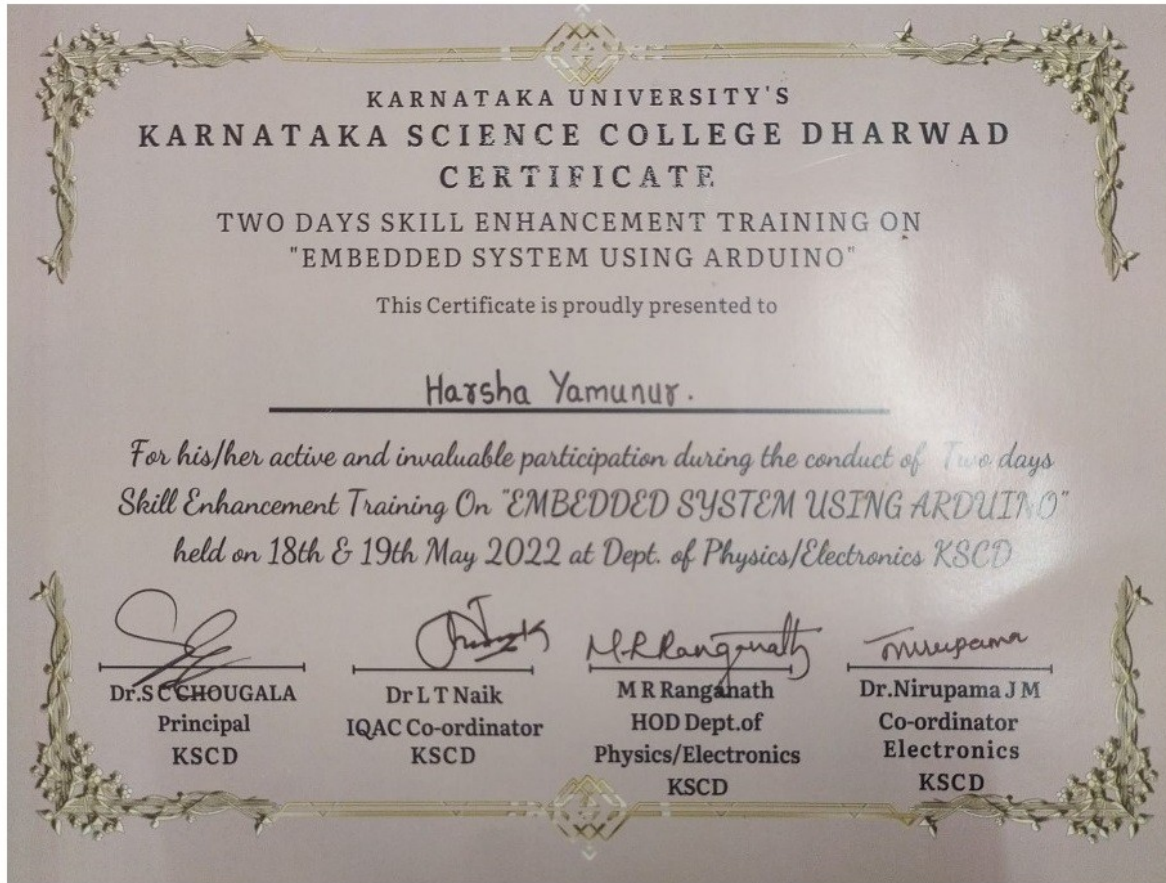 KARNATAKA UNIVERSITY'S
KARNATAKA SCIENCE COLLEGE DHARWAD
CERTIFICATE
TWO DAYS SKILL ENHANCEMENT TRAINING ON
"EMBEDDED SYSTEM USING ARDUINO"
This Certificate is proudly presented to
Harsha Yamunur.
For his/her active and invaluable participation during the conduct of Two days
Skill Enhancement Training On "EMBEDDED SYSTEM USING ARDUINO"
held on 18th & 19th May 2022 at Dept. of Physics/Electronics KSCD
M.R.Ranganath
Nirupama
Dr.S C CHOUGALA
Principal
KSCD
Dr L T Naik
IQAC Co-ordinator
KSCD
M R Ranganath
HOD Dept.of
Physics/Electronics
KSCD
Dr.Nirupama J M
Co-ordinator
Electronics
KSCD